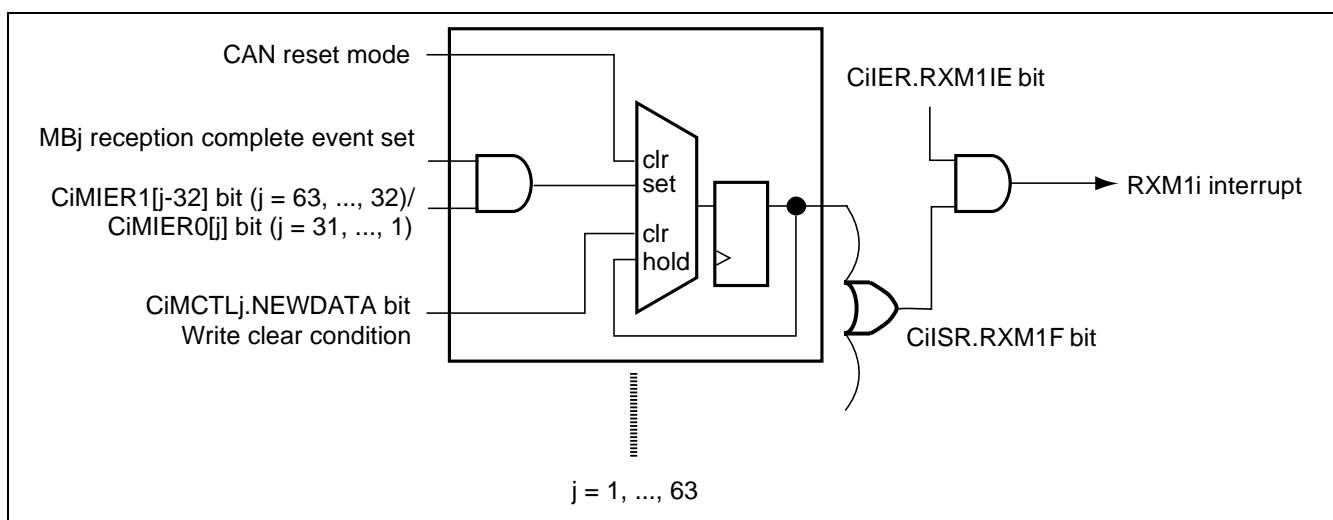 CAN reset mode
CiIER.RXM1IE bit
MBj reception complete event set
clr
set
RXM1i interrupt
CiMIER1[j-32] bit (j = 63, ..., 32)/
CiMIER0[j] bit (j = 31, ..., 1)
clr
hold
CiMCTLj.NEWDATA bit
Write clear condition
CiISR.RXM1F bit
j = 1, ..., 63